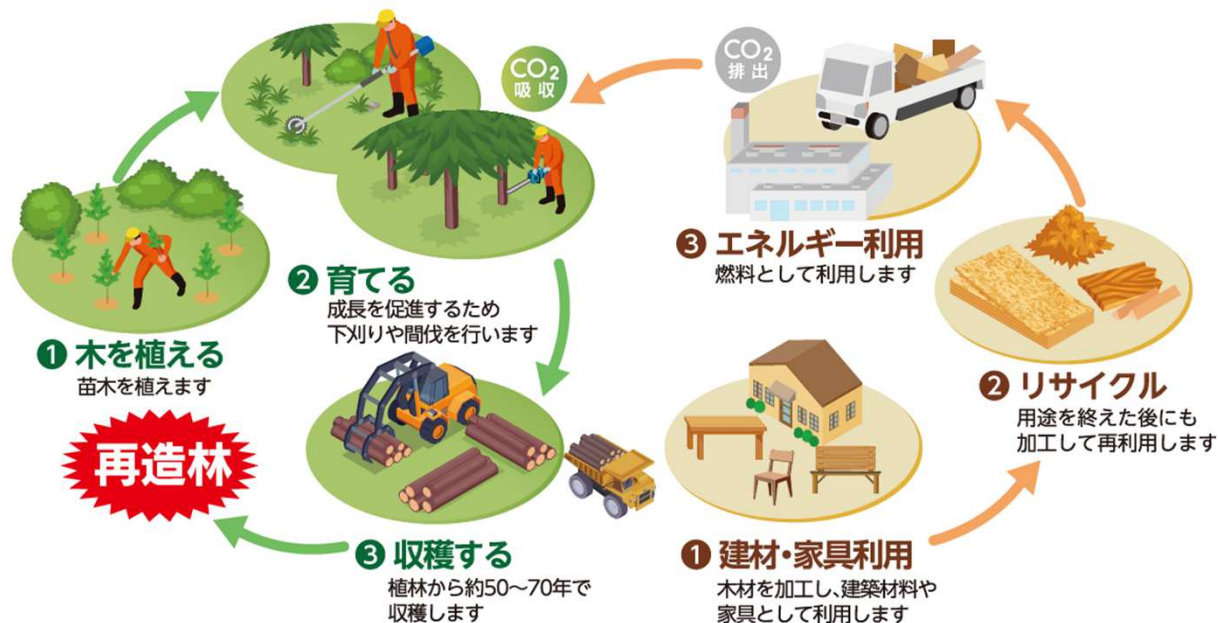 CO2
吸収
CO2
排出
❶ 木を植える
苗木を植えます
❷ 育てる
成長を促進するため
下刈りや間伐を行います
❸ 収穫する
植林から約50～70年で
収穫します
再造林
❶ 建材・家具利用
木材を加工し、建築材料や
家具として利用します
❷ リサイクル
用途を終えた後にも
加工して再利用します
❸ エネルギー利用
燃料として利用します